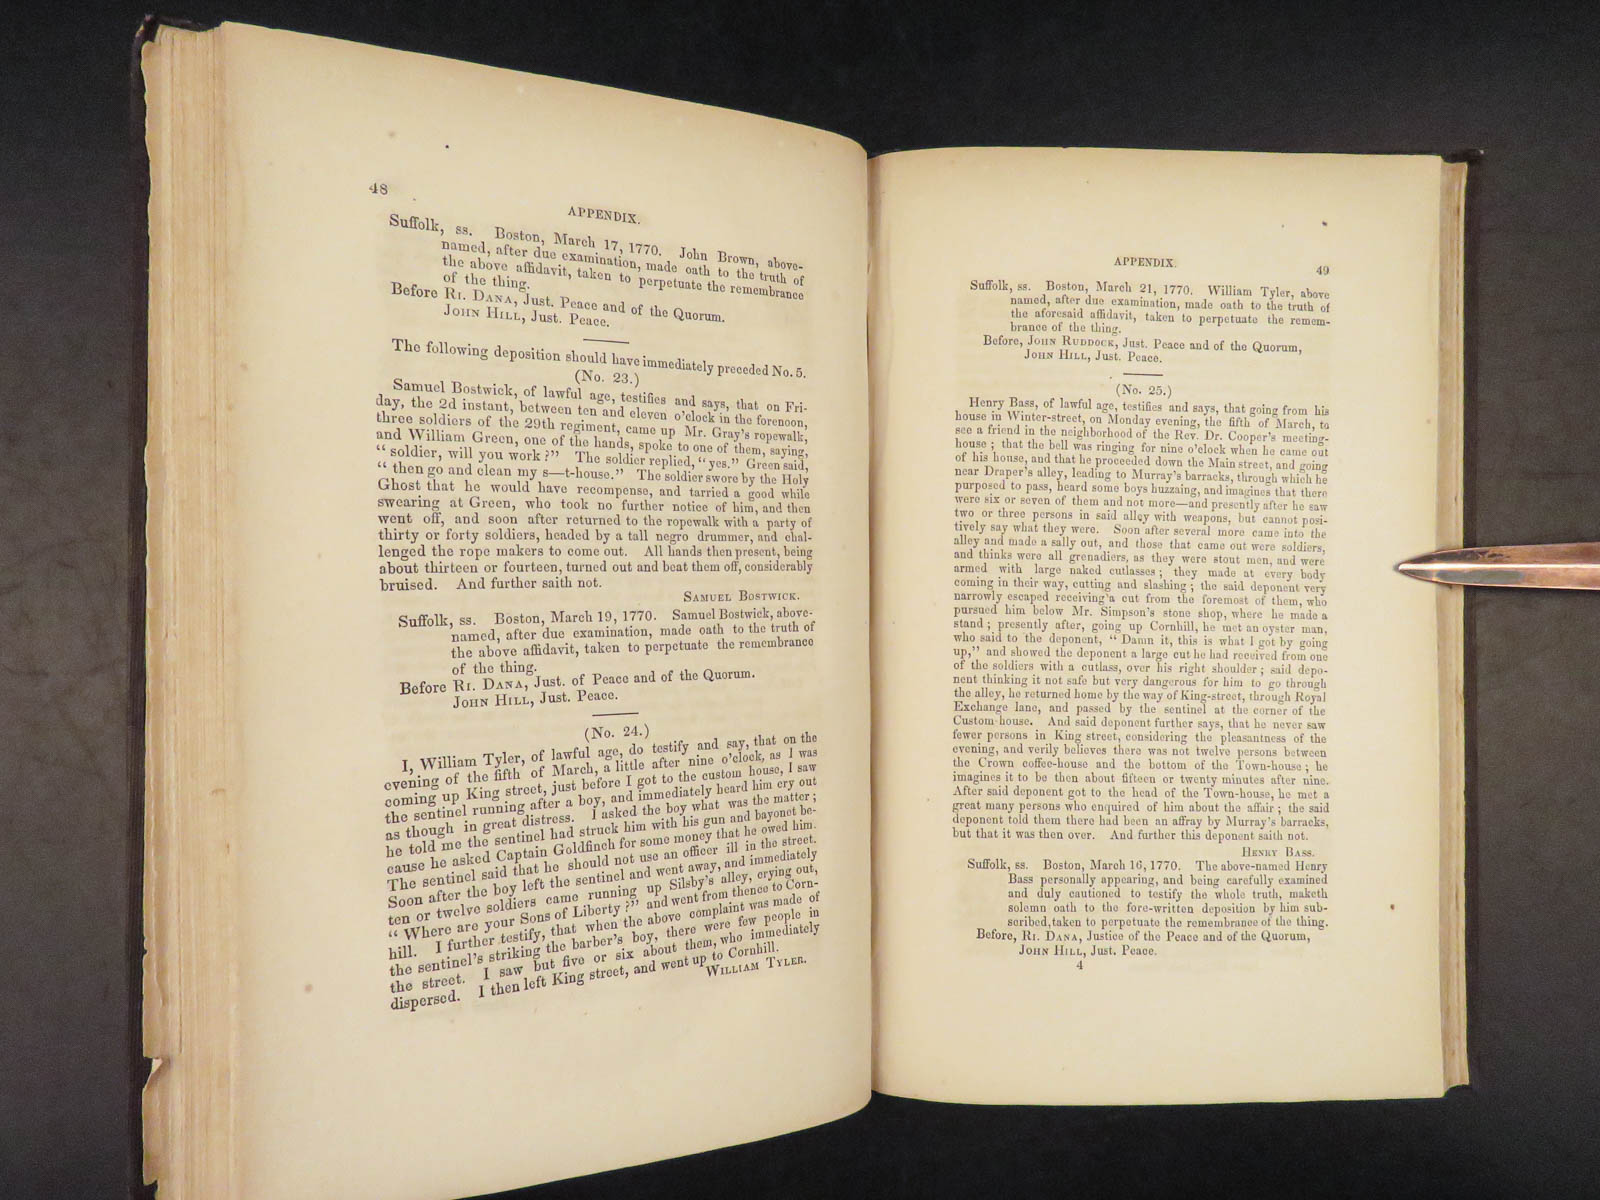 48
APPENDIX.
Suffolk, ss. Boston, March 17, 1770. John Brown, above-
named, after due examination, made oath to the truth of
the above affidavit, taken to perpetuate the remembrance
of the thing.
Before RI. DANA, Just. Peace and of the Quorum.
JOHN HILL, Just. Peace.
The following deposition should have immediately preceded No. 5.
(No. 23.)
Samuel Bostwick, of lawful age, testifies and says, that on Fri-
day, the 2d instant, between ten and eleven o'clock in the forenoon,
three soldiers of the 29th regiment, came up Mr. Gray's ropewalk,
and William Green, one of the hands, spoke to one of them, saying,
“ soldier, will you work ?” The soldier replied, “ yes.” Green said,
“ then go and clean my s—t-house.” The soldier swore by the Holy
Ghost that he would have recompense, and tarried a good while
swearing at Green, who took no further notice of him, and then
went off, and soon after returned to the ropewalk with a party of
thirty or forty soldiers, headed by a tall negro drummer, and chal-
lenged the rope makers to come out. All hands then present, being
about thirteen or fourteen, turned out and beat them off, considerably
bruised. And further saith not.
SAMUEL BOSTWICK.
Suffolk, ss. Boston, March 19, 1770. Samuel Bostwick, above-
named, after due examination, made oath to the truth of
the above affidavit, taken to perpetuate the remembrance
of the thing.
Before RI. DANA, Just. of Peace and of the Quorum.
JOHN HILL, Just. Peace.
(No. 24.)
I, William Tyler, of lawful age, do testify and say, that on the
evening of the fifth of March, a little after nine o'clock, as I was
coming up King street, just before I got to the custom house, I saw
the sentinel running after a boy, and immediately heard him cry out
as though in great distress. I asked the boy what was the matter ;
he told me the sentinel had struck him with his gun and bayonet be-
cause he asked Captain Goldfinch for some money that he owed him.
The sentinel said that he should not use an officer ill in the street.
Soon after the boy left the sentinel and went away, and immediately
ten or twelve soldiers came running up Silsby's alley, crying out,
“ Where are your Sons of Liberty ?” and went from thence to Corn-
hill. I further testify, that when the above complaint was made of
the sentinel's striking the barber's boy, there were few people in
the street. I saw but five or six about them, who immediately
dispersed. I then left King street, and went up to Cornhill.
WILLIAM TYLER.
APPENDIX.
49
Suffolk, ss. Boston, March 21, 1770. William Tyler, above
named, after due examination, made oath to the truth of
the aforesaid affidavit, taken to perpetuate the remem-
brance of the thing.
Before, JOHN RUDDOCK, Just. Peace and of the Quorum,
JOHN HILL, Just. Peace.
(No. 25.)
Henry Bass, of lawful age, testifies and says, that going from his
house in Winter-street, on Monday evening, the fifth of March, to
see a friend in the neighborhood of the Rev. Dr. Cooper's meeting-
house ; that the bell was ringing for nine o'clock when he came out
of his house, and that he proceeded down the Main street, and going
near Draper's alley, leading to Murray's barracks, through which he
purposed to pass, heard some boys huzzaing, and imagines that there
were six or seven of them and not more—and presently after he saw
two or three persons in said alley with weapons, but cannot posi-
tively say what they were. Soon after several more came into the
alley and made a sally out, and those that came out were soldiers,
and thinks were all grenadiers, as they were stout men, and were
armed with large naked cutlasses ; they made at every body
coming in their way, cutting and slashing ; the said deponent very
narrowly escaped receiving a cut from the foremost of them, who
pursued him below Mr. Simpson's stone shop, where he made a
stand ; presently after, going up Cornhill, he met an oyster man,
who said to the deponent, “ Damn it, this is what I got by going
up,” and showed the deponent a large cut he had received from one
of the soldiers with a cutlass, over his right shoulder ; said depo-
nent thinking it not safe but very dangerous for him to go through
the alley, he returned home by the way of King-street, through Royal
Exchange lane, and passed by the sentinel at the corner of the
Custom-house. And said deponent further says, that he never saw
fewer persons in King street, considering the pleasantness of the
evening, and verily believes there was not twelve persons between
the Crown coffee-house and the bottom of the Town-house ; he
imagines it to be then about fifteen or twenty minutes after nine.
After said deponent got to the head of the Town-house, he met a
great many persons who enquired of him about the affair ; the said
deponent told them there had been an affray by Murray's barracks,
but that it was then over. And further this deponent saith not.
HENRY BASS.
Suffolk, ss. Boston, March 16, 1770. The above-named Henry
Bass personally appearing, and being carefully examined
and duly cautioned to testify the whole truth, maketh
solemn oath to the fore-written deposition by him sub-
scribed, taken to perpetuate the remembrance of the thing.
Before, RI. DANA, Justice of the Peace and of the Quorum,
JOHN HILL, Just. Peace.
4